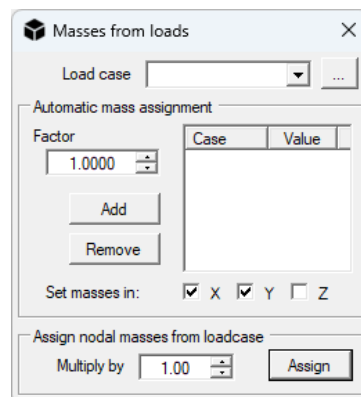 Masses from loads
Load case
...
Automatic mass assignment
Factor
1.0000
Case Value
Add
Remove
Set masses in: X Y Z
Assign nodal masses from loadcase
Multiply by 1.00 Assign